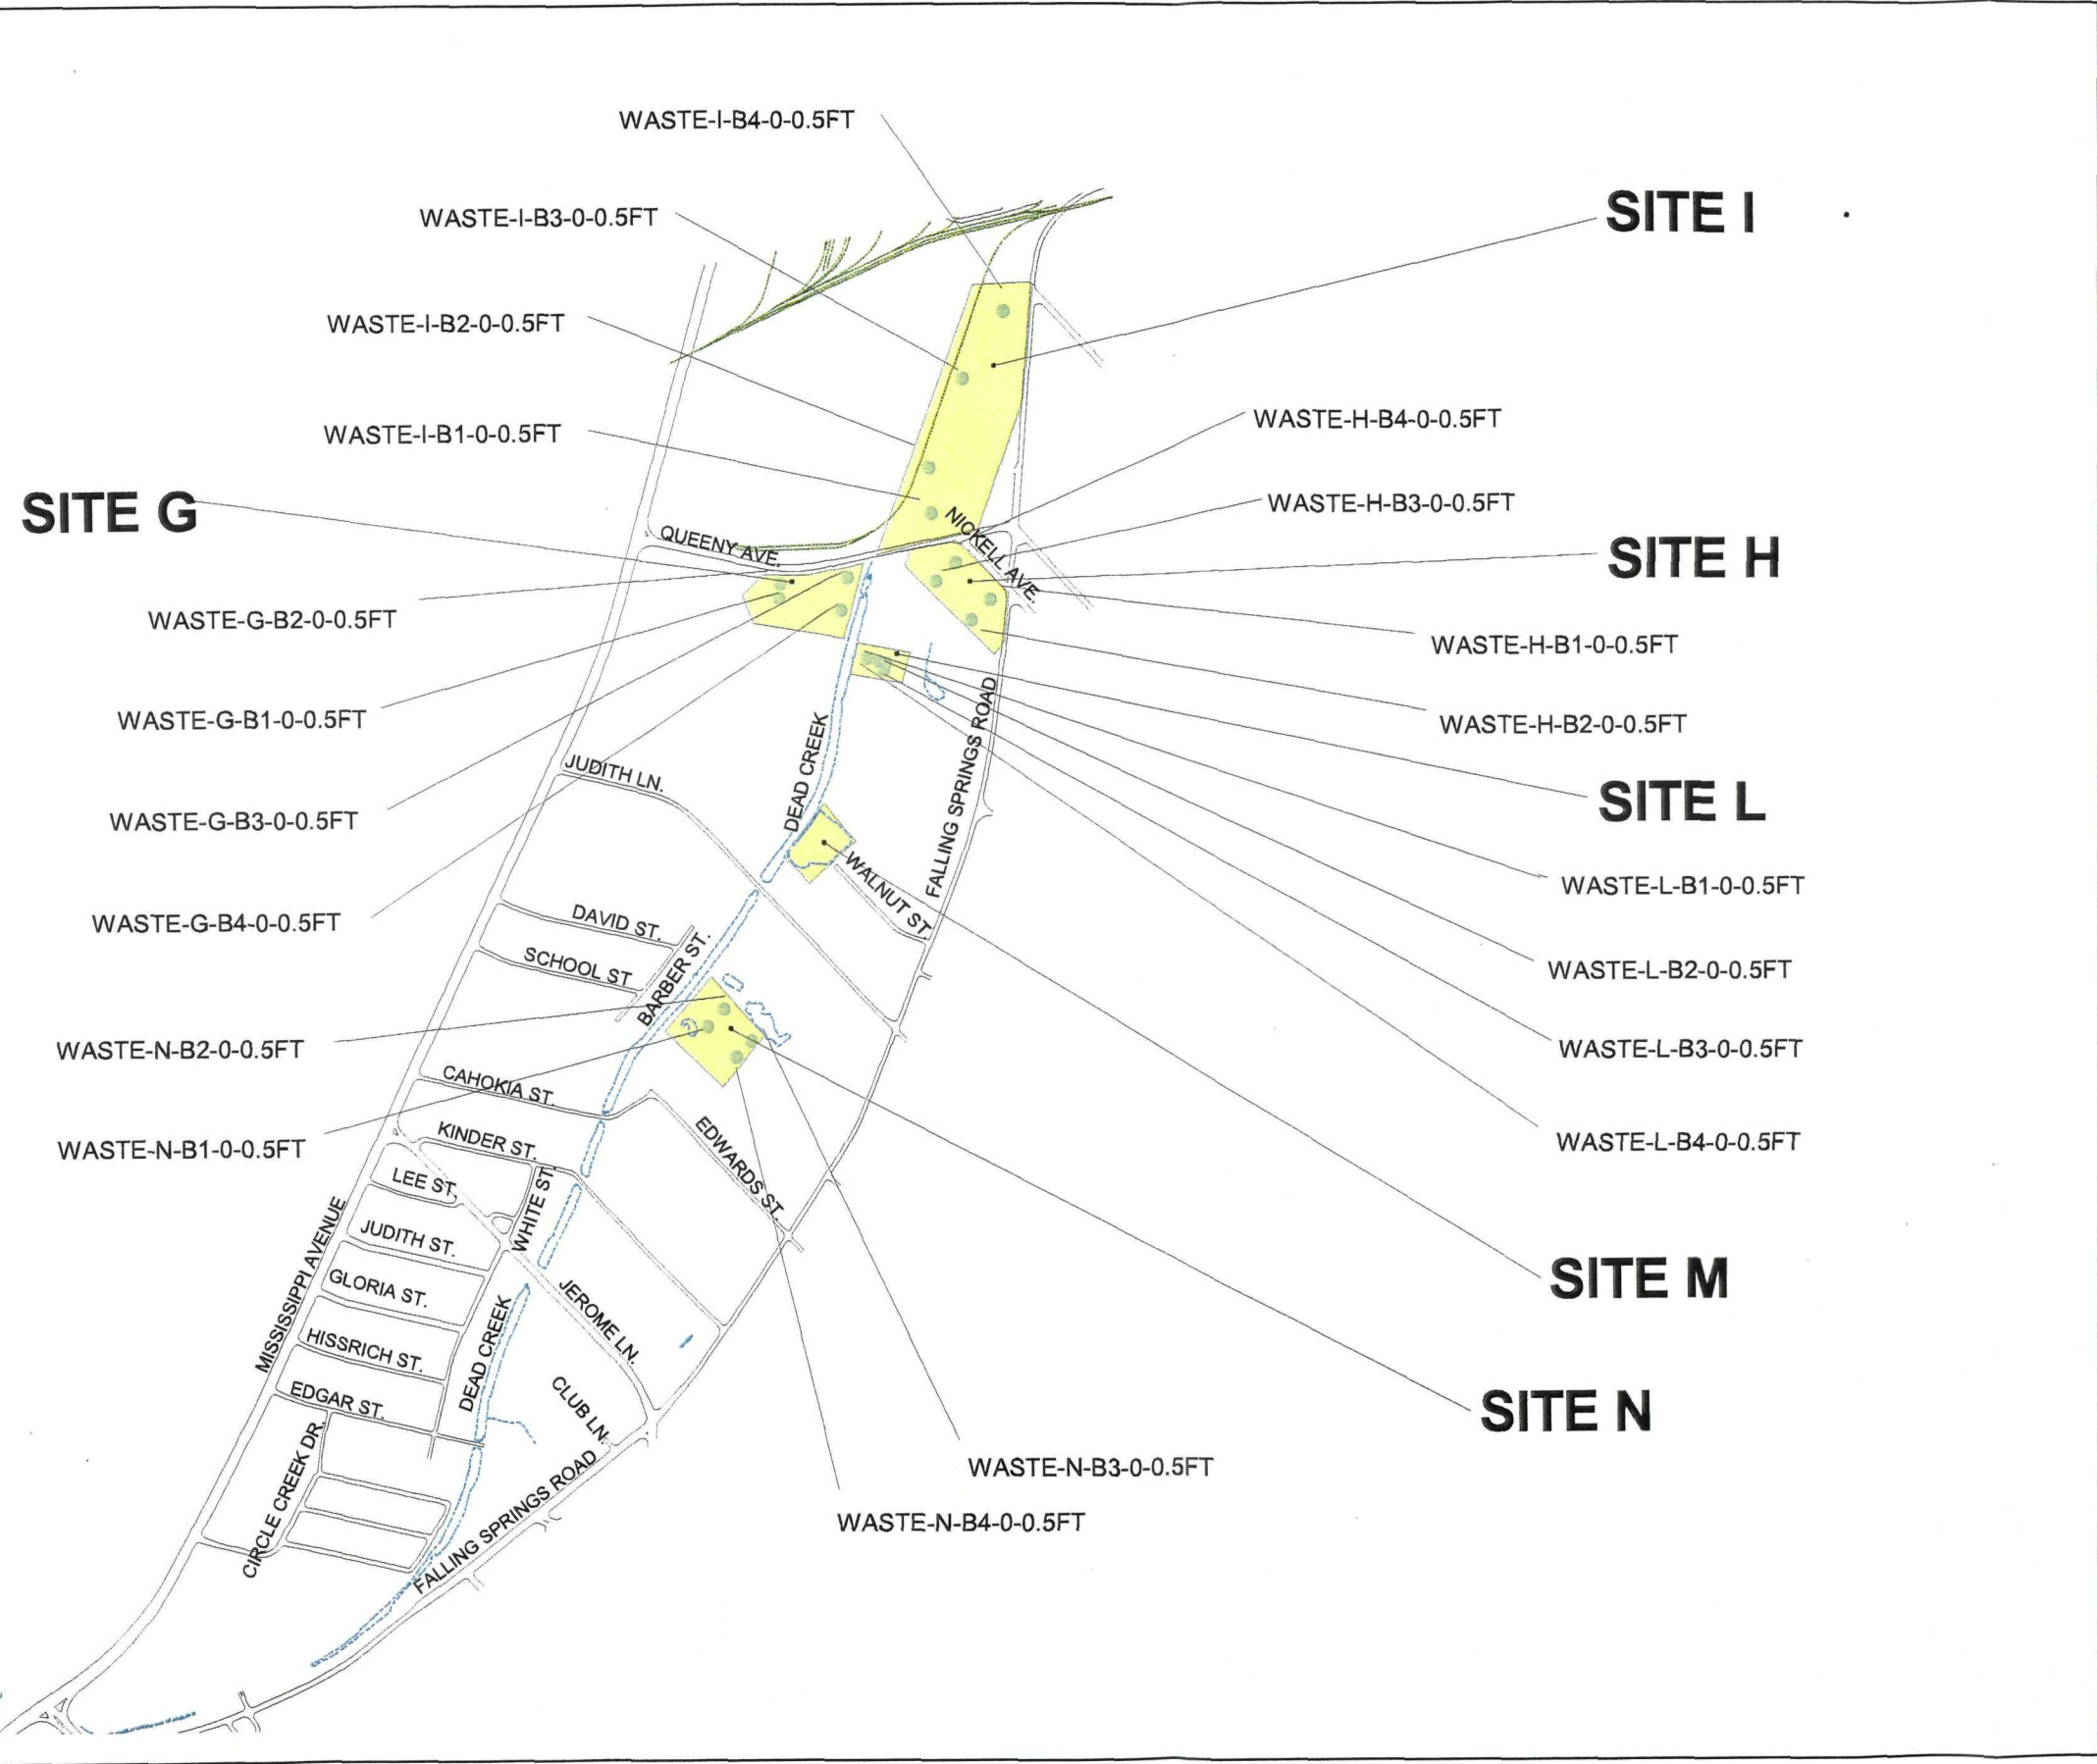 WASTE-I-B4-0-0.5FT
WASTE-I-B3-0-0.5FT
SITE I
WASTE-I-B2-0-0.5FT
WASTE-I-B1-0-0.5FT
WASTE-H-B4-0-0.5FT
SITE G
WASTE-H-B3-0-0.5FT
NICKELL AVE.
QUEENY AVE.
SITE H
WASTE-G-B2-0-0.5FT
WASTE-H-B1-0-0.5FT
WASTE-G-B1-0-0.5FT
WASTE-H-B2-0-0.5FT
DEAD CREEK
FALLING SPRINGS ROAD
JUDITH LN.
SITE L
WASTE-G-B3-0-0.5FT
WALNUT ST.
WASTE-L-B1-0-0.5FT
WASTE-G-B4-0-0.5FT
DAVID ST.
BARBER ST.
SCHOOL ST
WASTE-L-B2-0-0.5FT
WASTE-N-B2-0-0.5FT
WASTE-L-B3-0-0.5FT
CAHOKIA ST.
WASTE-N-B1-0-0.5FT
KINDER ST.
EDWARDS ST.
WASTE-L-B4-0-0.5FT
LEE ST.
WHITE ST.
MISSISSIPPI AVENUE
JUDITH ST.
SITE M
GLORIA ST.
JEROME LN.
DEAD CREEK
HISSRICH ST.
EDGAR ST.
CLUB LN.
SITE N
CIRCLE CREEK DR.
FALLING SPRINGS ROAD
WASTE-N-B3-0-0.5FT
WASTE-N-B4-0-0.5FT